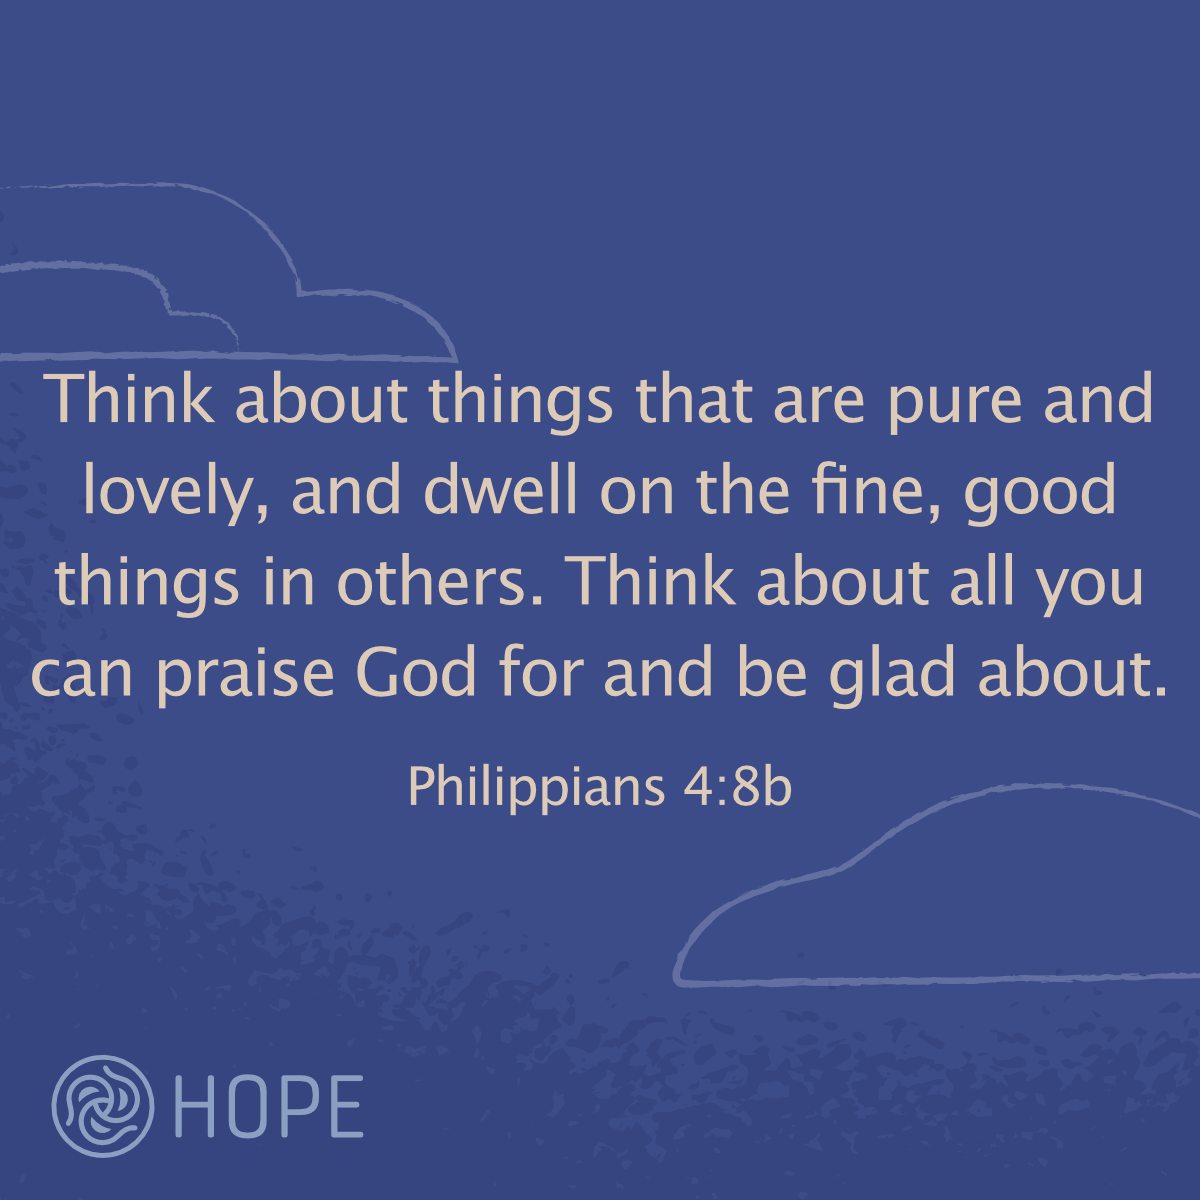 Think about things that are pure and
lovely, and dwell on the fine, good
things in others. Think about all you
can praise God for and be glad about.
Philippians 4:8b
HOPE